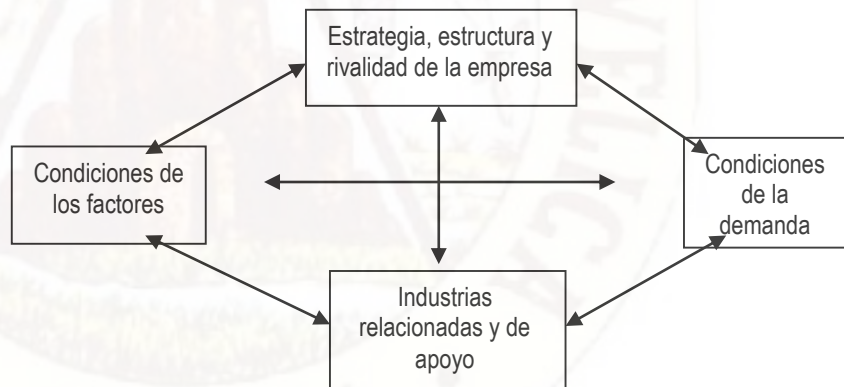 Estrategia, estructura y
rivalidad de la empresa
Condiciones de
los factores
Condiciones
de la
demanda
Industrias
relacionadas y de
apoyo